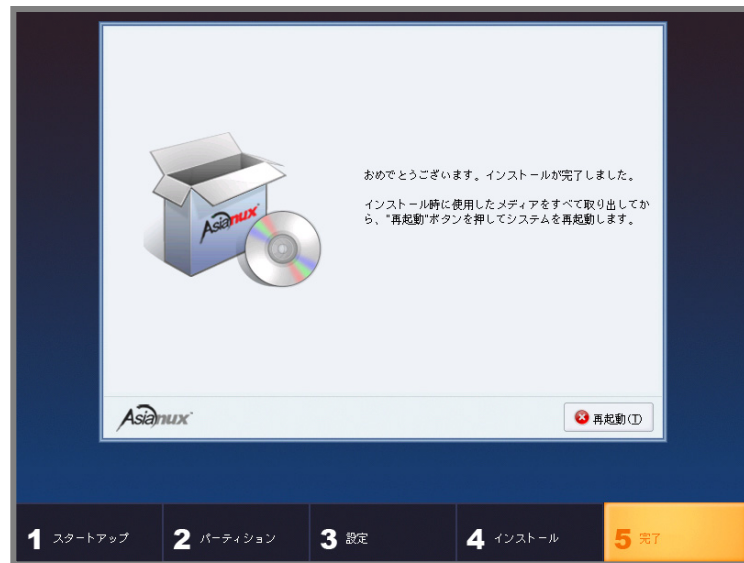 おめでとうございます。インストールが完了しました。
インストール時に使用したメディアをすべて取り出してか
ら、"再起動"ボタンを押してシステムを再起動します。
Asianux
Asianux
再起動(T)
1 スタートアップ
2 パーティション
3 設定
4 インストール
5 完了